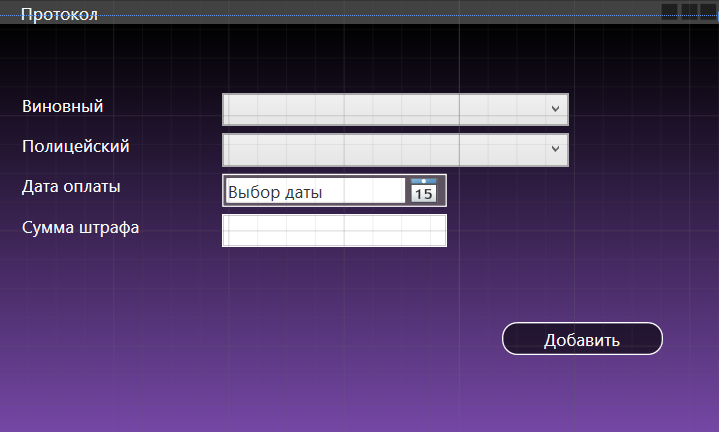 Протокол
Виновный
Полицейский
Дата оплаты
Выбор даты 15
Сумма штрафа
Добавить